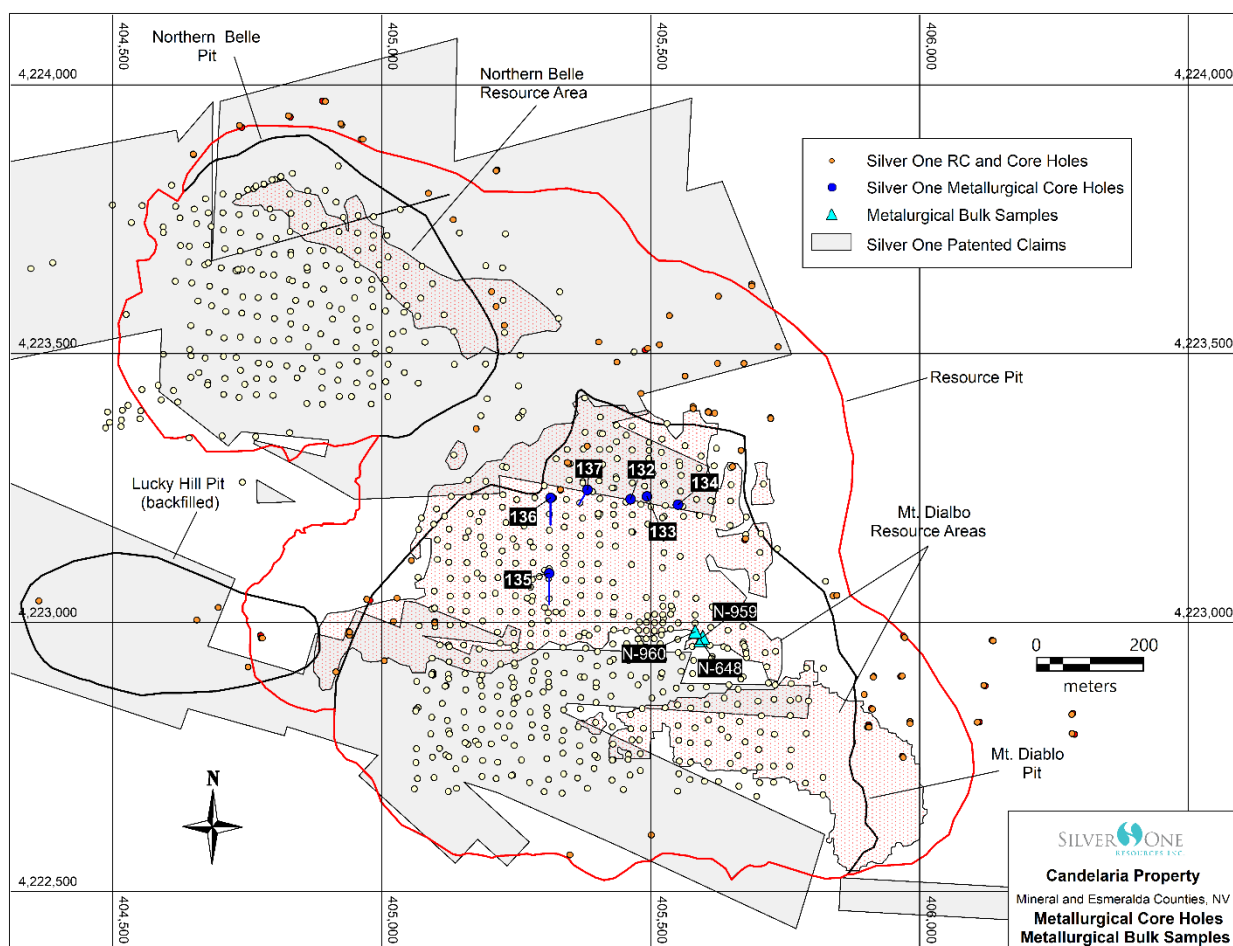 404,500
405,000
405,500
406,000
Northern Belle
Pit
Northern Belle
Resource Area
4,224,000
4,224,000
Silver One RC and Core Holes
Silver One Metallurgical Core Holes
Metalurgical Bulk Samples
Silver One Patented Claims
4,223,500
4,223,500
Resource Pit
Lucky Hill Pit
(backfilled)
137
132
134
136
133
Mt. Dialbo
Resource Areas
135
4,223,000
4,223,000
N-959
N-960
N-648
0
200
meters
Mt. Diablo
Pit
N
4,222,500
404,500
405,000
405,500
406,000
SILVER ONE
RESOURCES INC
Candelaria Property
Mineral and Esmeralda Counties, NV
Metallurgical Core Holes
Metallurgical Bulk Samples